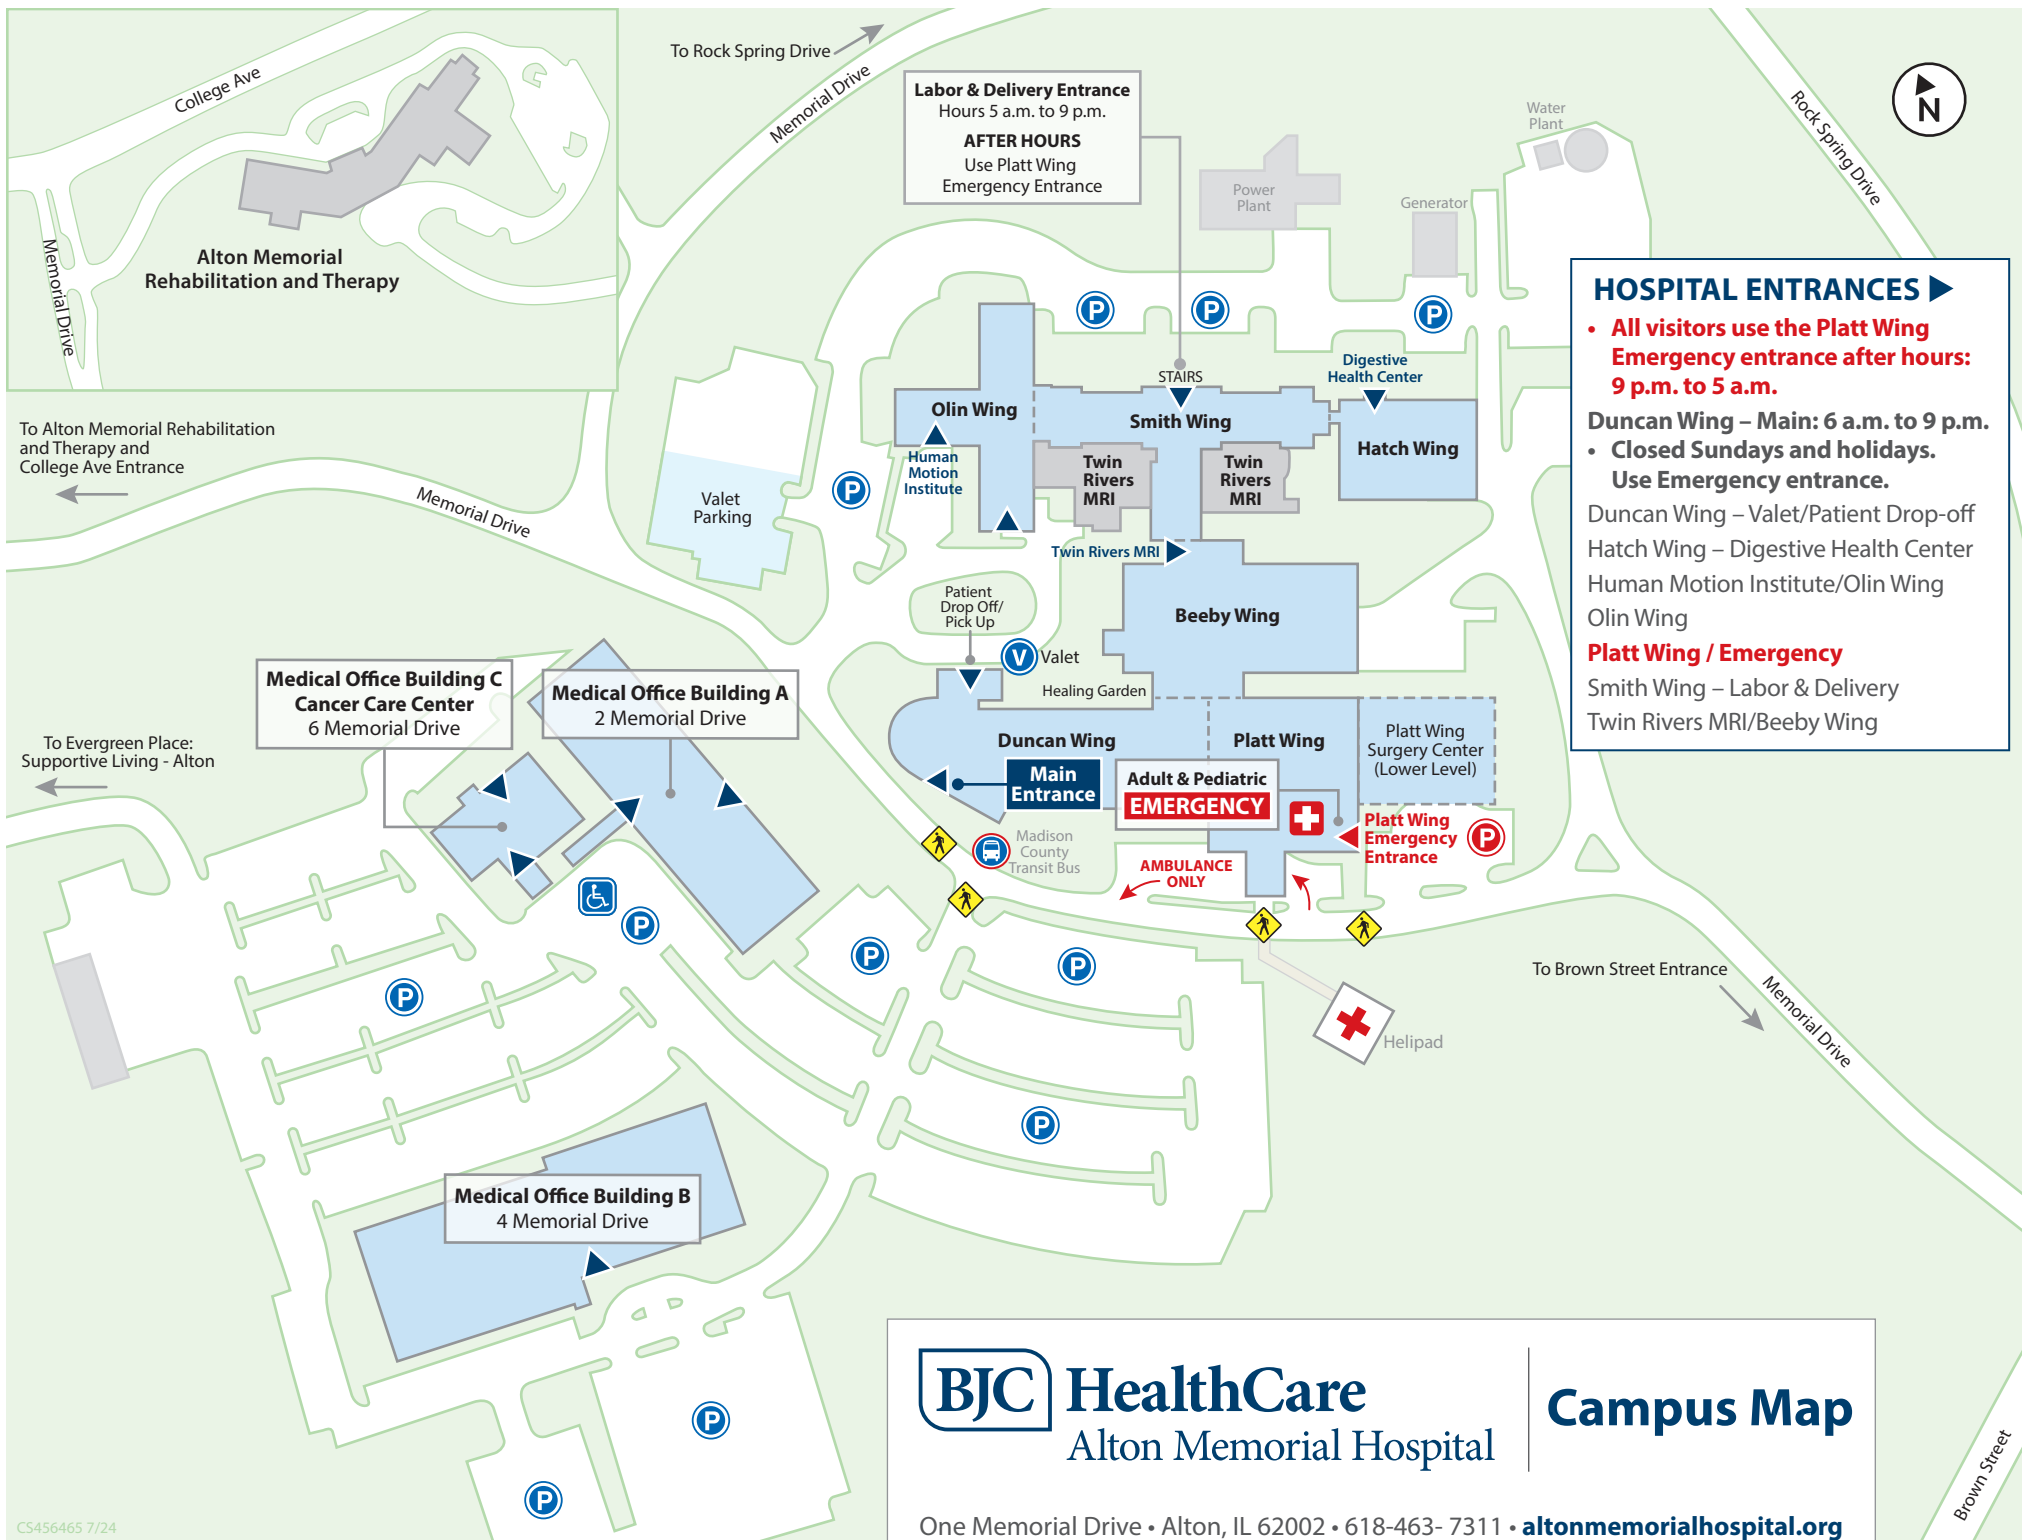 College Ave
Memorial Drive
Alton Memorial
Rehabilitation and Therapy
To Rock Spring Drive
Memorial Drive
Labor & Delivery Entrance
Hours 5 a.m. to 9 p.m.
AFTER HOURS
Use Platt Wing
Emergency Entrance
Water
Plant
Power
Plant
Generator
N
Rock Spring Drive
HOSPITAL ENTRANCES
• All visitors use the Platt Wing
Emergency entrance after hours:
9 p.m. to 5 a.m.
Duncan Wing – Main: 6 a.m. to 9 p.m.
• Closed Sundays and holidays.
Use Emergency entrance.
Duncan Wing – Valet/Patient Drop-off
Hatch Wing – Digestive Health Center
Human Motion Institute/Olin Wing
Olin Wing
Platt Wing / Emergency
Smith Wing – Labor & Delivery
Twin Rivers MRI/Beeby Wing
P
P
P
STAIRS
Digestive
Health Center
Olin Wing
Smith Wing
Hatch Wing
Human
Motion
Institute
Twin
Rivers
MRI
Twin
Rivers
MRI
Twin Rivers MRI
To Alton Memorial Rehabilitation
and Therapy and
College Ave Entrance
Memorial Drive
Valet
Parking
P
Patient
Drop Off/
Pick Up
V Valet
Beeby Wing
Healing Garden
Medical Office Building C
Cancer Care Center
6 Memorial Drive
Medical Office Building A
2 Memorial Drive
To Evergreen Place:
Supportive Living - Alton
Duncan Wing
Main
Entrance
Platt Wing
Platt Wing
Surgery Center
(Lower Level)
Adult & Pediatric
EMERGENCY
Platt Wing
Emergency
Entrance
P
Madison
County
Transit Bus
AMBULANCE
ONLY
P
P
P
P
P
Helipad
To Brown Street Entrance
Memorial Drive
Medical Office Building B
4 Memorial Drive
P
P
BJC HealthCare
Alton Memorial Hospital
Campus Map
One Memorial Drive • Alton, IL 62002 • 618-463- 7311 • altonmemorialhospital.org
Brown Street
CS456465 7/24